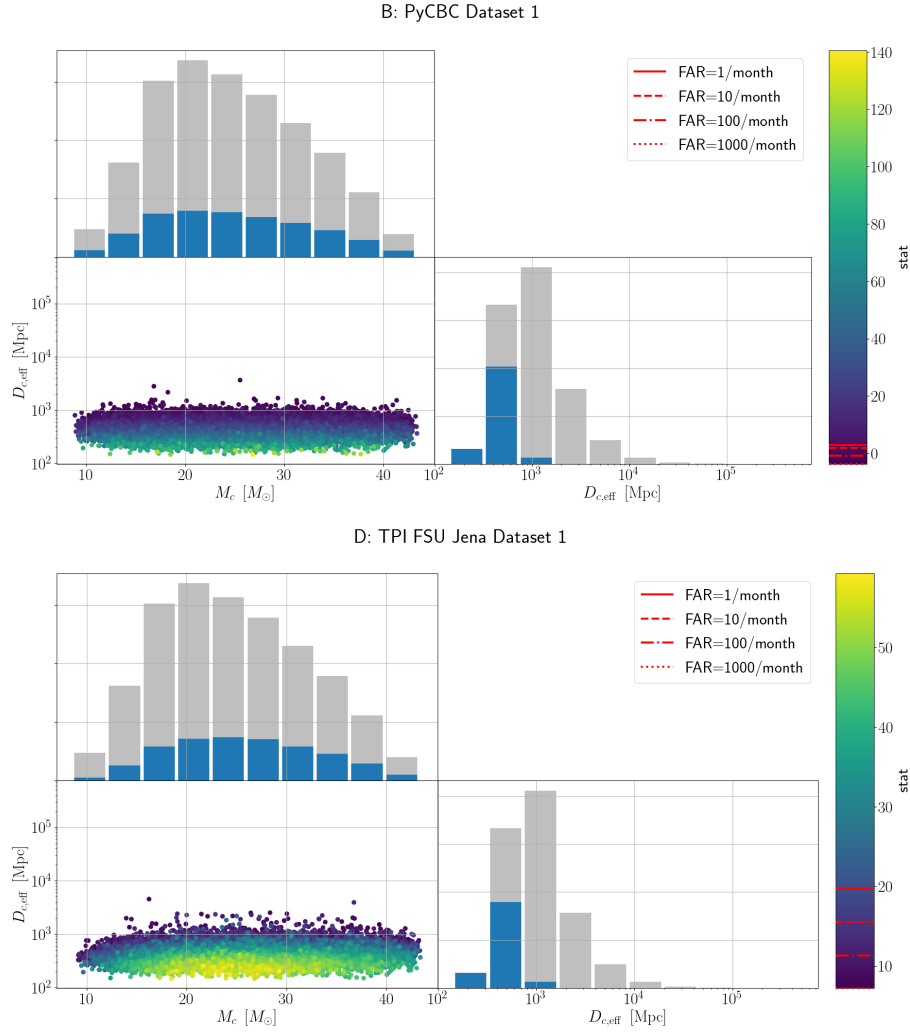 B: PyCBC Dataset 1
FAR=1/month
FAR=10/month
FAR=100/month
FAR=1000/month
140
120
100
80
60
40
20
0
stat
10^5
10^4
10^3
10^2
D_{c,eff} [Mpc]
10 20 30 40
M_c [M_☉]
10^2 10^3 10^4 10^5
D_{c,eff} [Mpc]
D: TPI FSU Jena Dataset 1
FAR=1/month
FAR=10/month
FAR=100/month
FAR=1000/month
50
40
30
20
10
stat
10^5
10^4
10^3
10^2
D_{c,eff} [Mpc]
10 20 30 40
M_c [M_☉]
10^2 10^3 10^4 10^5
D_{c,eff} [Mpc]